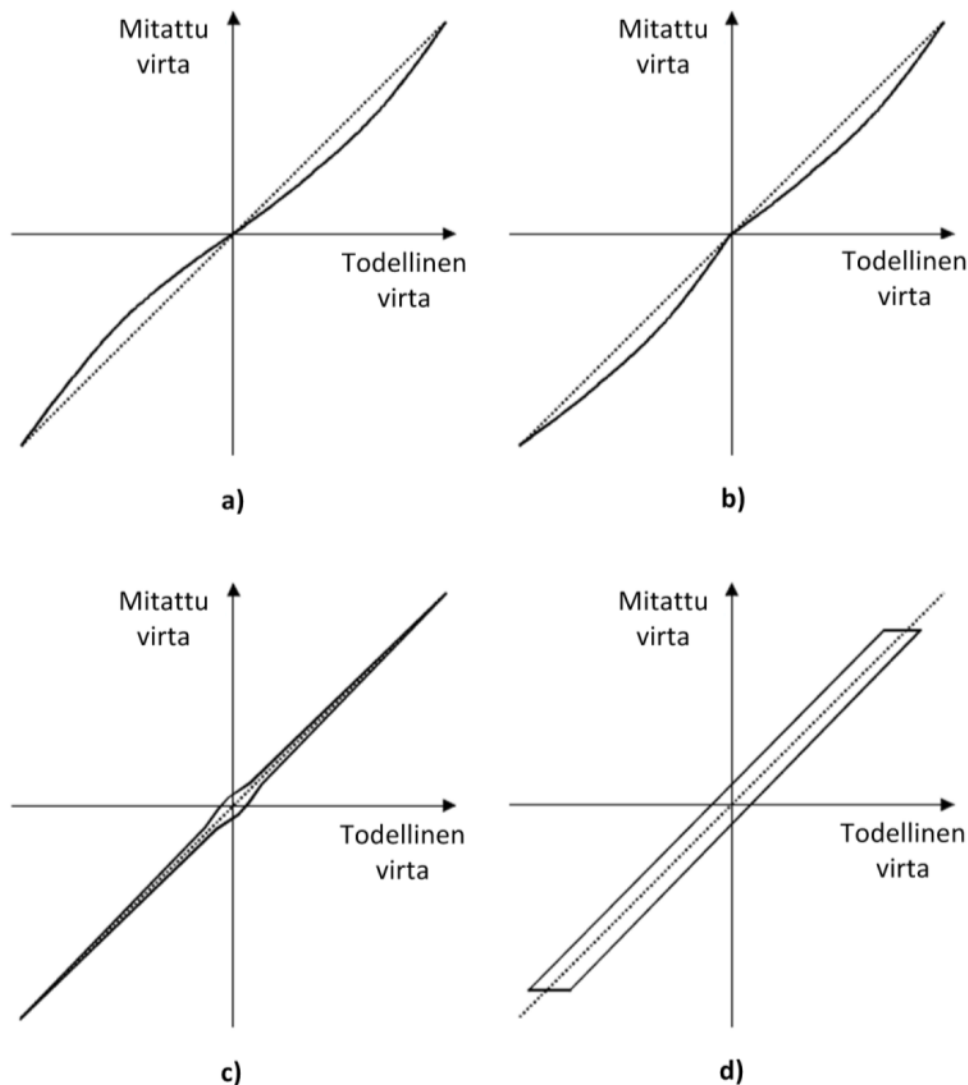 Mitattu
virta
Todellinen
virta
a)
Mitattu
virta
Todellinen
virta
b)
Mitattu
virta
Todellinen
virta
c)
Mitattu
virta
Todellinen
virta
d)